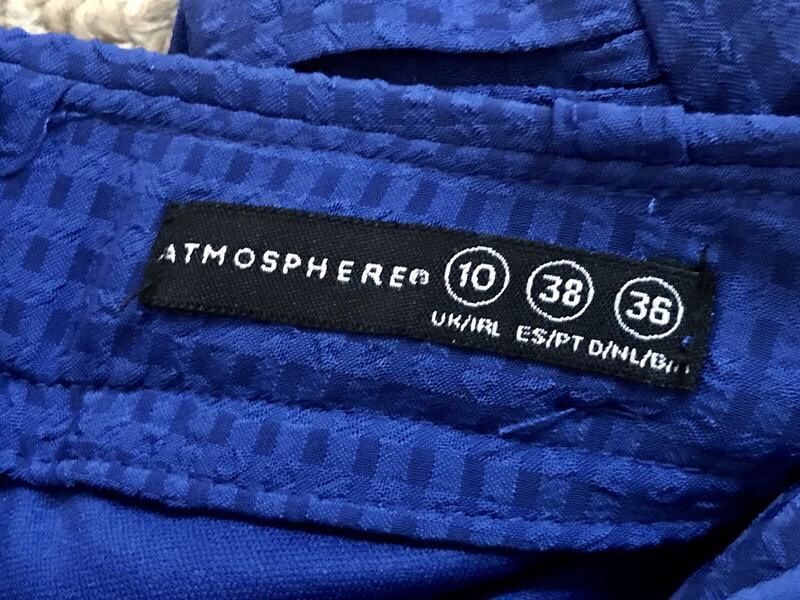 ATMOSPHERE® 10 38 36
UK/IRL ES/PT D/NL/B/A